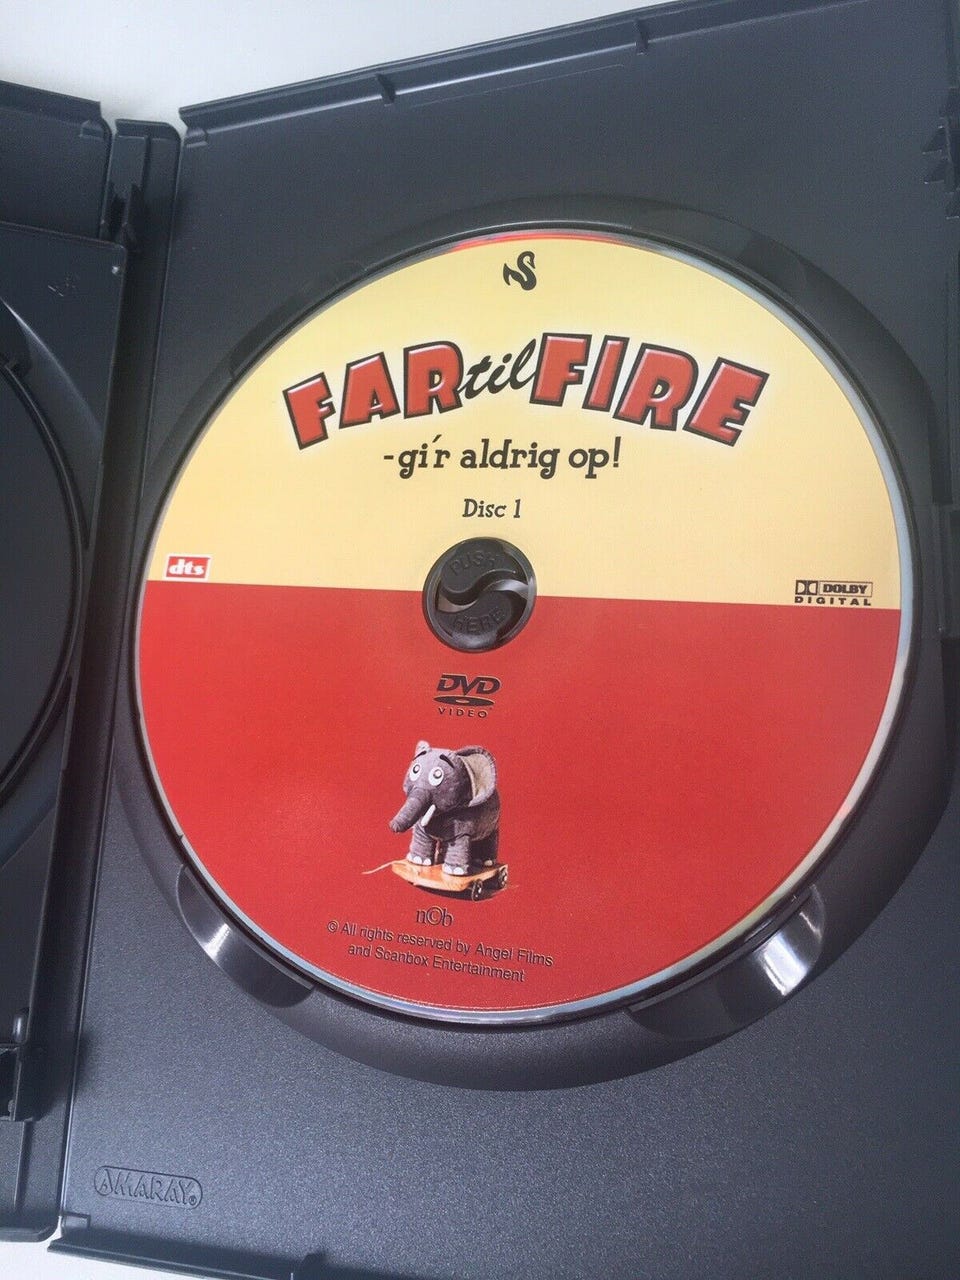 FAR til FIRE
-gi'r aldrig op!
Disc 1
dts
DOLBY
DIGITAL
PUSH
HERE
DVD
VIDEO
n©b
© All rights reserved by Angel Films
and Scanbox Entertainment
AMARAY®